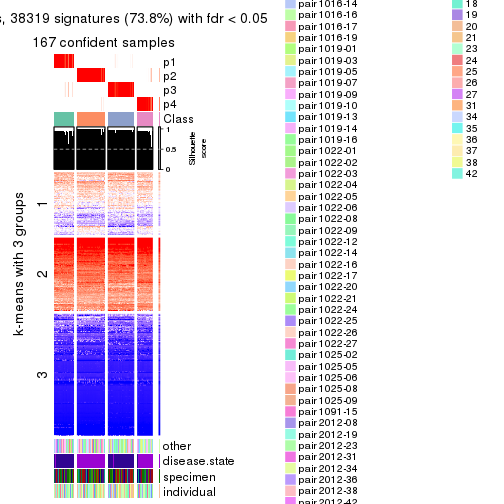 s, 38319 signatures (73.8%) with fdr < 0.05
167 confident samples
p1
p2
p3
p4
Class
1
0.5
0
Silhouette
score
k-means with 3 groups
1
2
3
other
disease.state
specimen
individual
pair1016-14
pair1016-16
pair1016-17
pair1016-19
pair1019-01
pair1019-03
pair1019-05
pair1019-07
pair1019-09
pair1019-10
pair1019-13
pair1019-14
pair1019-16
pair1022-01
pair1022-02
pair1022-03
pair1022-04
pair1022-05
pair1022-06
pair1022-08
pair1022-09
pair1022-12
pair1022-14
pair1022-16
pair1022-17
pair1022-20
pair1022-21
pair1022-24
pair1022-25
pair1022-26
pair1022-27
pair1025-02
pair1025-05
pair1025-06
pair1025-08
pair1025-09
pair1091-15
pair2012-08
pair2012-19
pair2012-23
pair2012-31
pair2012-34
pair2012-36
pair2012-38
pair2012-42
18
19
20
21
23
24
25
26
27
31
34
35
36
37
38
42